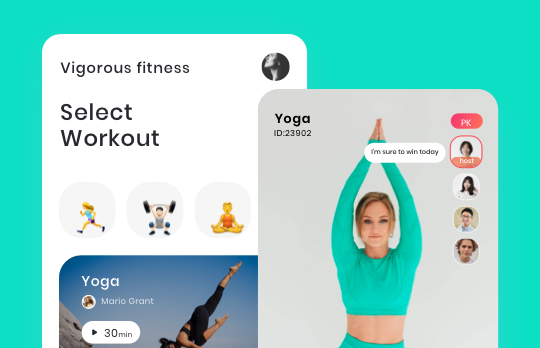 Vigorous fitness
Select
Workout
Yoga
Mario Grant
30min
Yoga
ID:23902
PK
I'm sure to win today
host